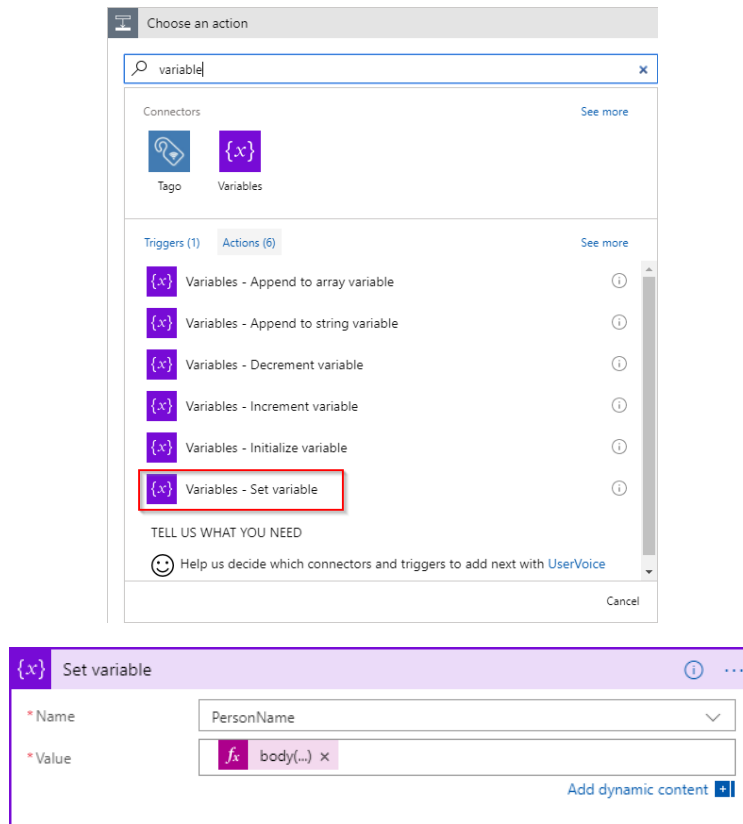 Choose an action
variable
Connectors See more
{x}
Tago Variables
Triggers (1) Actions (6) See more
{x} Variables - Append to array variable
{x} Variables - Append to string variable
{x} Variables - Decrement variable
{x} Variables - Increment variable
{x} Variables - Initialize variable
{x} Variables - Set variable
TELL US WHAT YOU NEED
Help us decide which connectors and triggers to add next with UserVoice
Cancel
{x} Set variable
* Name PersonName
* Value fx body(...) ×
Add dynamic content +